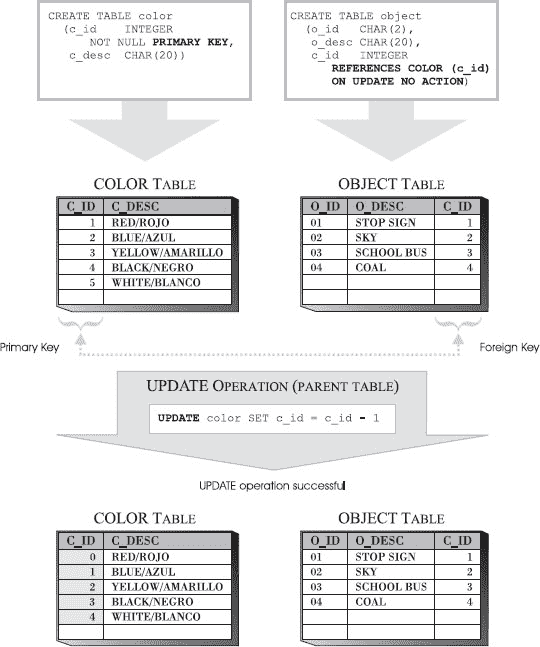 CREATE TABLE color
(c_id INTEGER
NOT NULL PRIMARY KEY,
c_desc CHAR(20))
CREATE TABLE object
(o_id CHAR(2),
o_desc CHAR(20),
c_id INTEGER
REFERENCES COLOR (c_id)
ON UPDATE NO ACTION)
COLOR TABLE
C_ID C_DESC
1 RED/ROJO
2 BLUE/AZUL
3 YELLOW/AMARILLO
4 BLACK/NEGRO
5 WHITE/BLANCO
OBJECT TABLE
O_ID O_DESC C_ID
01 STOP SIGN 1
02 SKY 2
03 SCHOOL BUS 3
04 COAL 4
Primary Key
Foreign Key
UPDATE OPERATION (PARENT TABLE)
UPDATE color SET c_id = c_id - 1
UPDATE operation successful
COLOR TABLE
C_ID C_DESC
0 RED/ROJO
1 BLUE/AZUL
2 YELLOW/AMARILLO
3 BLACK/NEGRO
4 WHITE/BLANCO
OBJECT TABLE
O_ID O_DESC C_ID
01 STOP SIGN 1
02 SKY 2
03 SCHOOL BUS 3
04 COAL 4